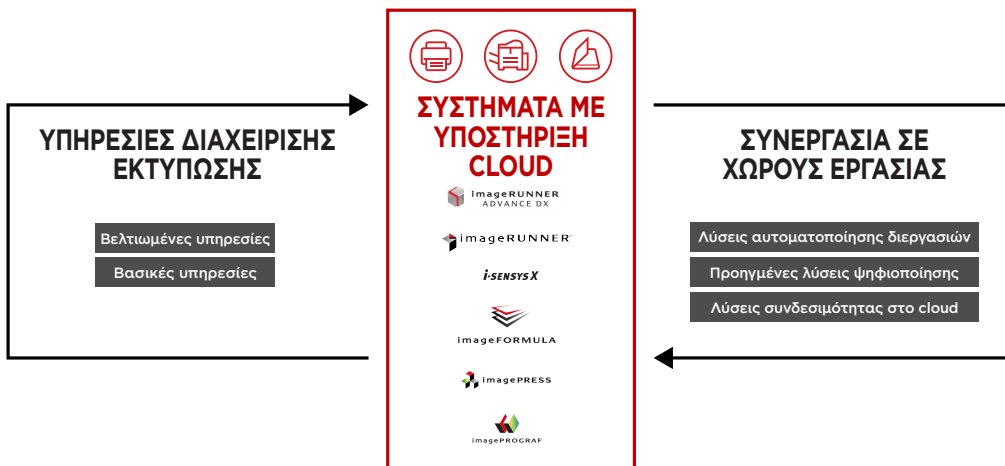 ΥΠΗΡΕΣΙΕΣ ΔΙΑΧΕΙΡΙΣΗΣ
ΕΚΤΥΠΩΣΗΣ
Βελτιωμένες υπηρεσίες
Βασικές υπηρεσίες
ΣΥΣΤΗΜΑΤΑ ΜΕ
ΥΠΟΣΤΗΡΙΞΗ
CLOUD
imageRUNNER
ADVANCE DX
imageRUNNER
i-SENSYS X
imageFORMULA
imagePRESS
imagePROGRAF
ΣΥΝΕΡΓΑΣΙΑ ΣΕ
ΧΩΡΟΥΣ ΕΡΓΑΣΙΑΣ
Λύσεις αυτοματοποίησης διεργασιών
Προηγμένες λύσεις ψηφιοποίησης
Λύσεις συνδεσιμότητας στο cloud